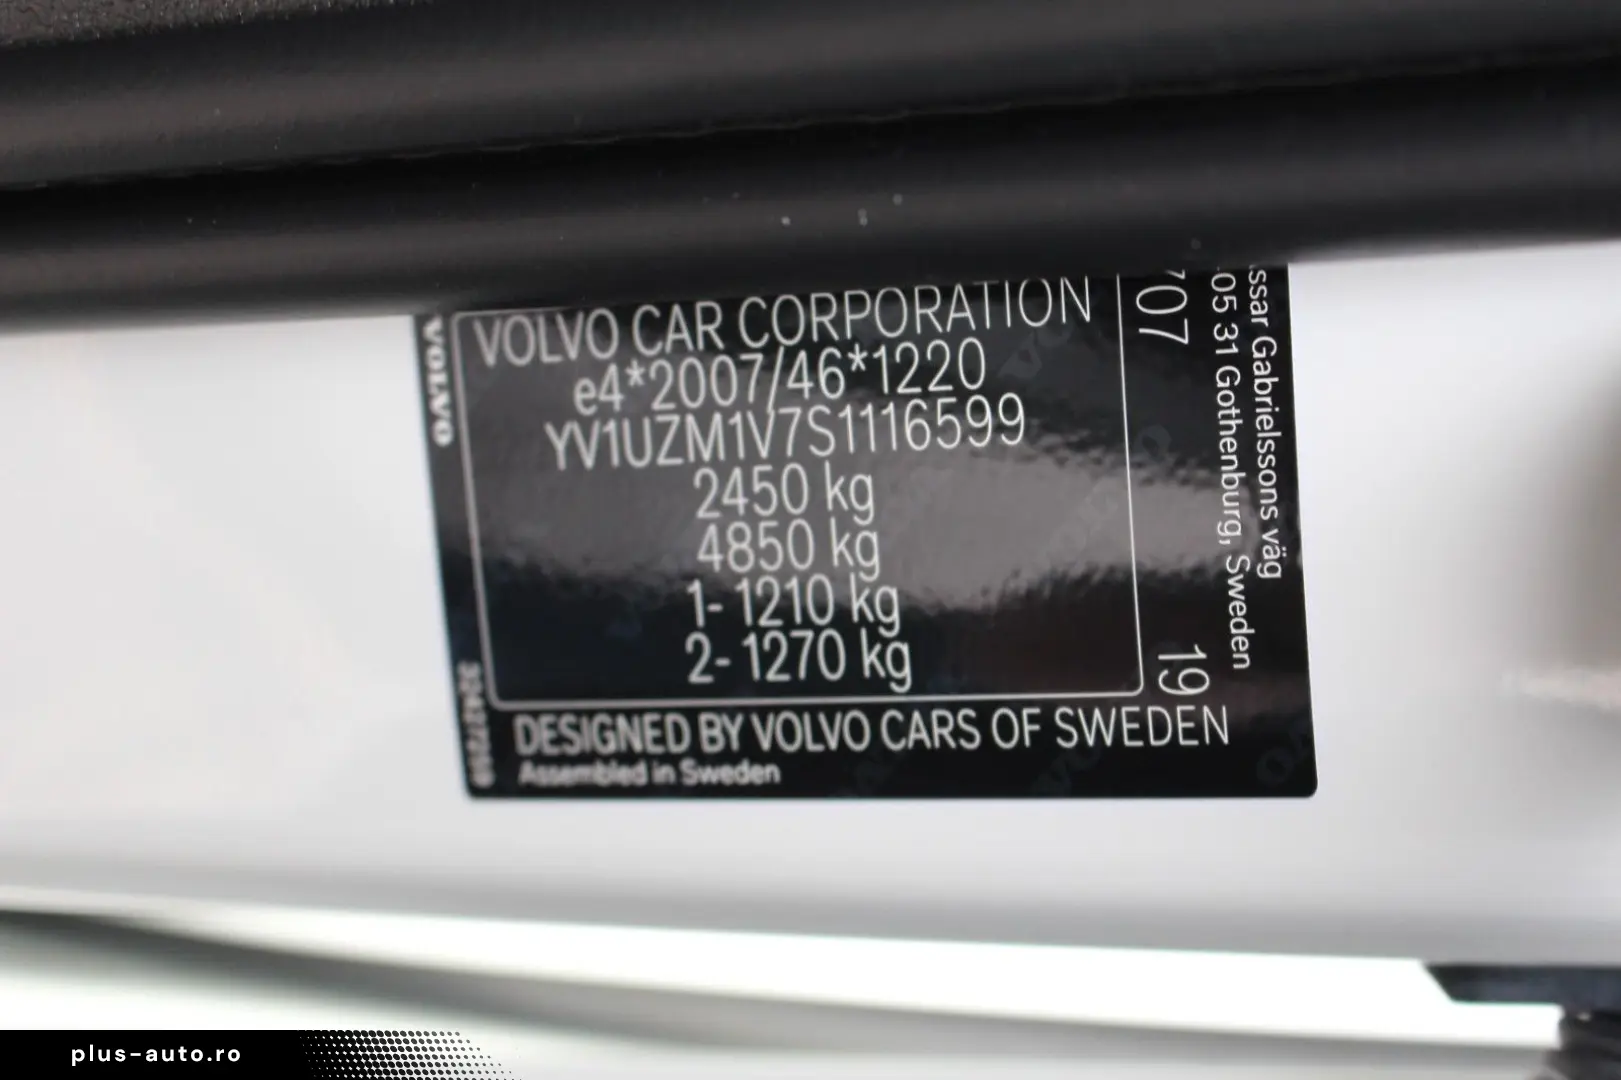 VOLVO CAR CORPORATION
e4*2007/46*1220
YV1UZM1V7S1116599
2450 kg
4850 kg
1- 1210 kg
2- 1270 kg
DESIGNED BY VOLVO CARS OF SWEDEN
Assembled in Sweden
VOLVO
707
19
05 31 Gothenburg, Sweden
Gabrielssons väg
plus-auto.ro